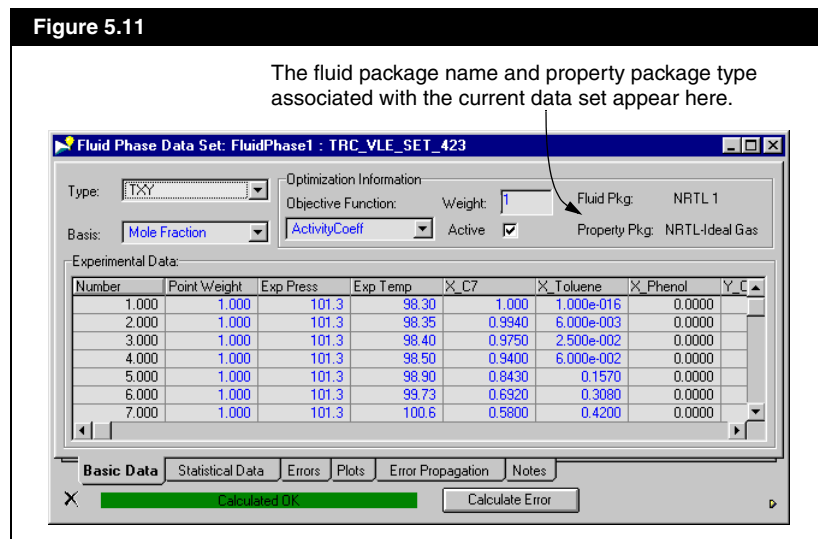 Figure 5.11
The fluid package name and property package type
associated with the current data set appear here.
Fluid Phase Data Set: FluidPhase1 : TRC_VLE_SET_423
Type: TXY
Basis: Mole Fraction
Optimization Information
Objective Function: Weight: 1
ActivityCoeff Active
Fluid Pkg: NRTL 1
Property Pkg: NRTL-Ideal Gas
Experimental Data:
Number Point Weight Exp Press Exp Temp X_C7 X_Toluene X_Phenol Y_C
1.000 1.000 101.3 98.30 1.000 1.000e-016 0.0000
2.000 1.000 101.3 98.35 0.9940 6.000e-003 0.0000
3.000 1.000 101.3 98.40 0.9750 2.500e-002 0.0000
4.000 1.000 101.3 98.50 0.9400 6.000e-002 0.0000
5.000 1.000 101.3 98.90 0.8430 0.1570 0.0000
6.000 1.000 101.3 99.73 0.6920 0.3080 0.0000
7.000 1.000 101.3 100.6 0.5800 0.4200 0.0000
Basic Data Statistical Data Errors Plots Error Propagation Notes
Calculated OK Calculate Error